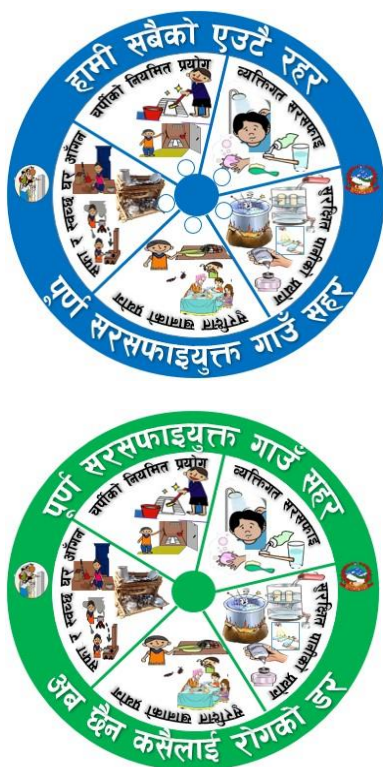 हामी सबैको एउटै रहर
चर्पीको नियमित प्रयोग
व्यक्तिगत सरसफाइ
सुरक्षित पानीको प्रयोग
सुरक्षित खानाको प्रयोग
सफा र स्वच्छ घर आँगन
पूर्ण सरसफाइयुक्त गाउँ सहर
पूर्ण सरसफाइयुक्त गाउँ सहर
चर्पीको नियमित प्रयोग
व्यक्तिगत सरसफाइ
सुरक्षित पानीको प्रयोग
सुरक्षित खानाको प्रयोग
सफा र स्वच्छ घर आँगन
अब छैन कसैलाई रोगको डर